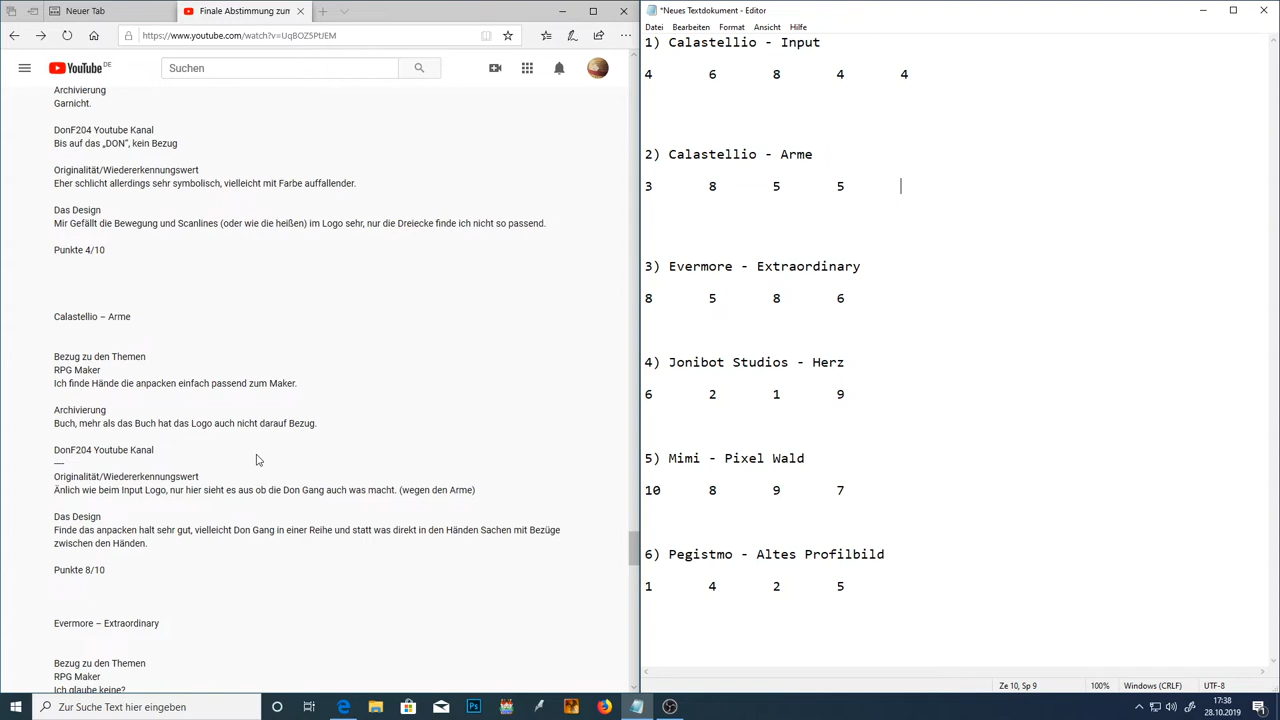 Neuer Tab
Finale Abstimmung zum
https://www.youtube.com/watch?v=UqBOZ5PtJEM
YouTube DE
Suchen
Archivierung
Garnicht.
DonF204 Youtube Kanal
Bis auf das „DON“, kein Bezug
Originalität/Wiedererkennungswert
Eher schlicht allerdings sehr symbolisch, vielleicht mit Farbe auffallender.
Das Design
Mir Gefällt die Bewegung und Scanlines (oder wie die heißen) im Logo sehr, nur die Dreiecke finde ich nicht so passend.
Punkte 4/10
Calastellio – Arme
Bezug zu den Themen
RPG Maker
Ich finde Hände die anpacken einfach passend zum Maker.
Archivierung
Buch, mehr als das Buch hat das Logo auch nicht darauf Bezug.
DonF204 Youtube Kanal
—
Originalität/Wiedererkennungswert
Änlich wie beim Input Logo, nur hier sieht es aus ob die Don Gang auch was macht. (wegen den Arme)
Das Design
Finde das anpacken halt sehr gut, vielleicht Don Gang in einer Reihe und statt was direkt in den Händen Sachen mit Bezüge
zwischen den Händen.
Punkte 8/10
Evermore – Extraordinary
Bezug zu den Themen
RPG Maker
Ich glaube keine?
*Neues Textdokument - Editor
Datei Bearbeiten Format Ansicht Hilfe
1) Calastellio - Input
4 6 8 4 4
2) Calastellio - Arme
3 8 5 5
3) Evermore - Extraordinary
8 5 8 6
4) Jonibot Studios - Herz
6 2 1 9
5) Mimi - Pixel Wald
10 8 9 7
6) Pegistmo - Altes Profilbild
1 4 2 5
Ze 10, Sp 9 100% Windows (CRLF) UTF-8
Zur Suche Text hier eingeben
Ps
17:38
28.10.2019
1